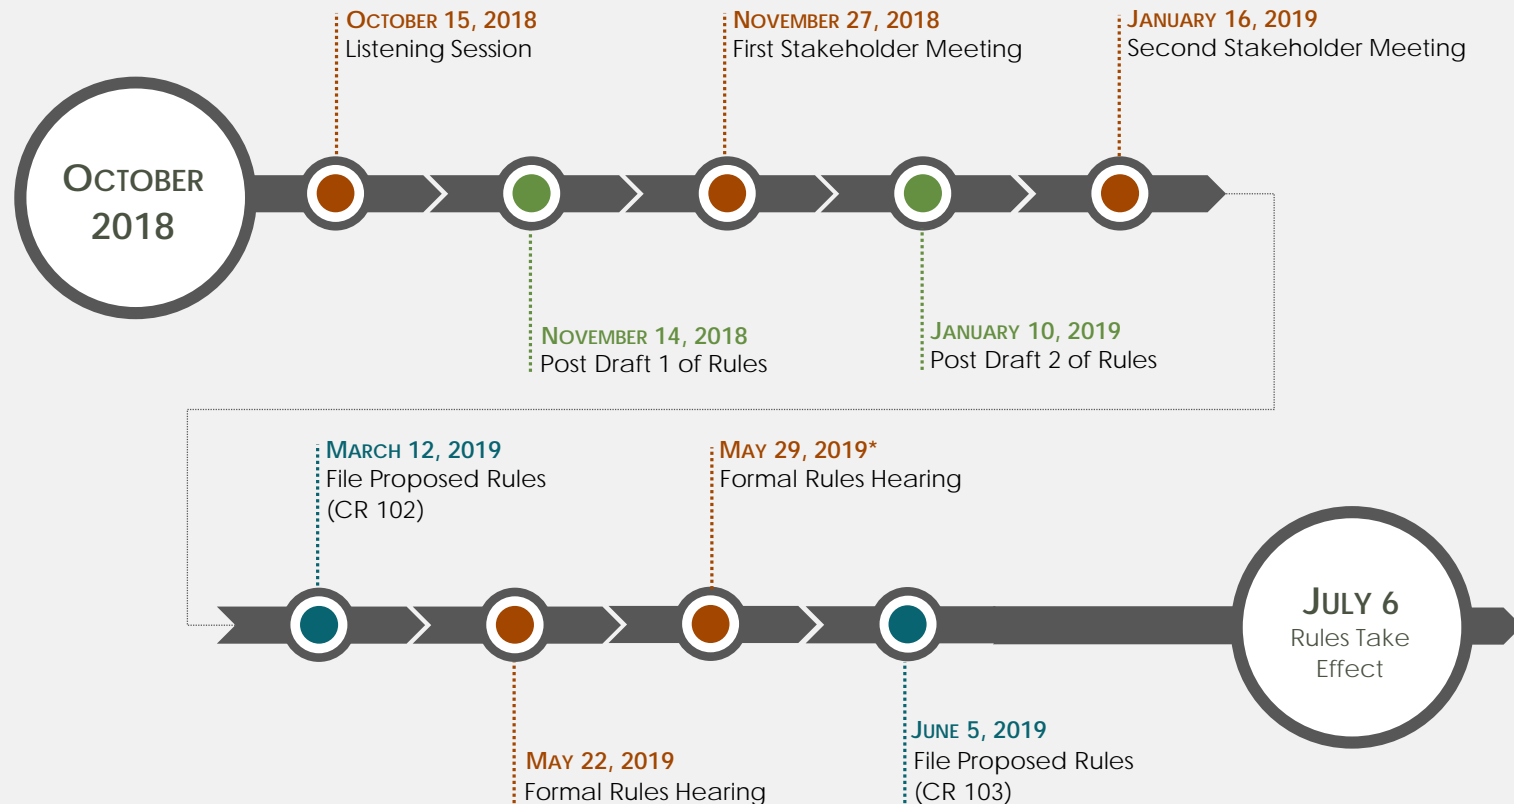 OCTOBER
2018
OCTOBER 15, 2018
Listening Session
NOVEMBER 14, 2018
Post Draft 1 of Rules
NOVEMBER 27, 2018
First Stakeholder Meeting
JANUARY 10, 2019
Post Draft 2 of Rules
JANUARY 16, 2019
Second Stakeholder Meeting
MARCH 12, 2019
File Proposed Rules
(CR 102)
MAY 22, 2019
Formal Rules Hearing
MAY 29, 2019*
Formal Rules Hearing
JUNE 5, 2019
File Proposed Rules
(CR 103)
JULY 6
Rules Take
Effect